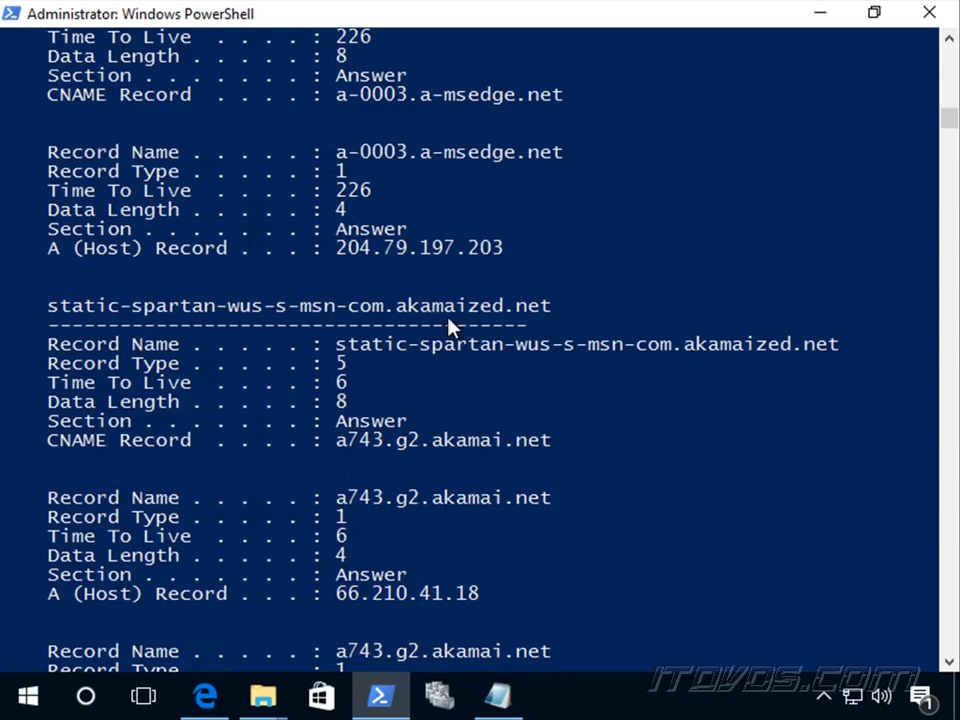 Administrator: Windows PowerShell
Time To Live  . . . . : 226
Data Length . . . . . : 8
Section . . . . . . . : Answer
CNAME Record  . . . . : a-0003.a-msedge.net
Record Name . . . . . : a-0003.a-msedge.net
Record Type . . . . . : 1
Time To Live  . . . . : 226
Data Length . . . . . : 4
Section . . . . . . . : Answer
A (Host) Record . . . : 204.79.197.203
static-spartan-wus-s-msn-com.akamaized.net
----------------------------------------
Record Name . . . . . : static-spartan-wus-s-msn-com.akamaized.net
Record Type . . . . . : 5
Time To Live  . . . . : 6
Data Length . . . . . : 8
Section . . . . . . . : Answer
CNAME Record  . . . . : a743.g2.akamai.net
Record Name . . . . . : a743.g2.akamai.net
Record Type . . . . . : 1
Time To Live  . . . . : 6
Data Length . . . . . : 4
Section . . . . . . . : Answer
A (Host) Record . . . : 66.210.41.18
Record Name . . . . . : a743.g2.akamai.net
Record Type . . . . . : 1
ITDVDS.COM
1